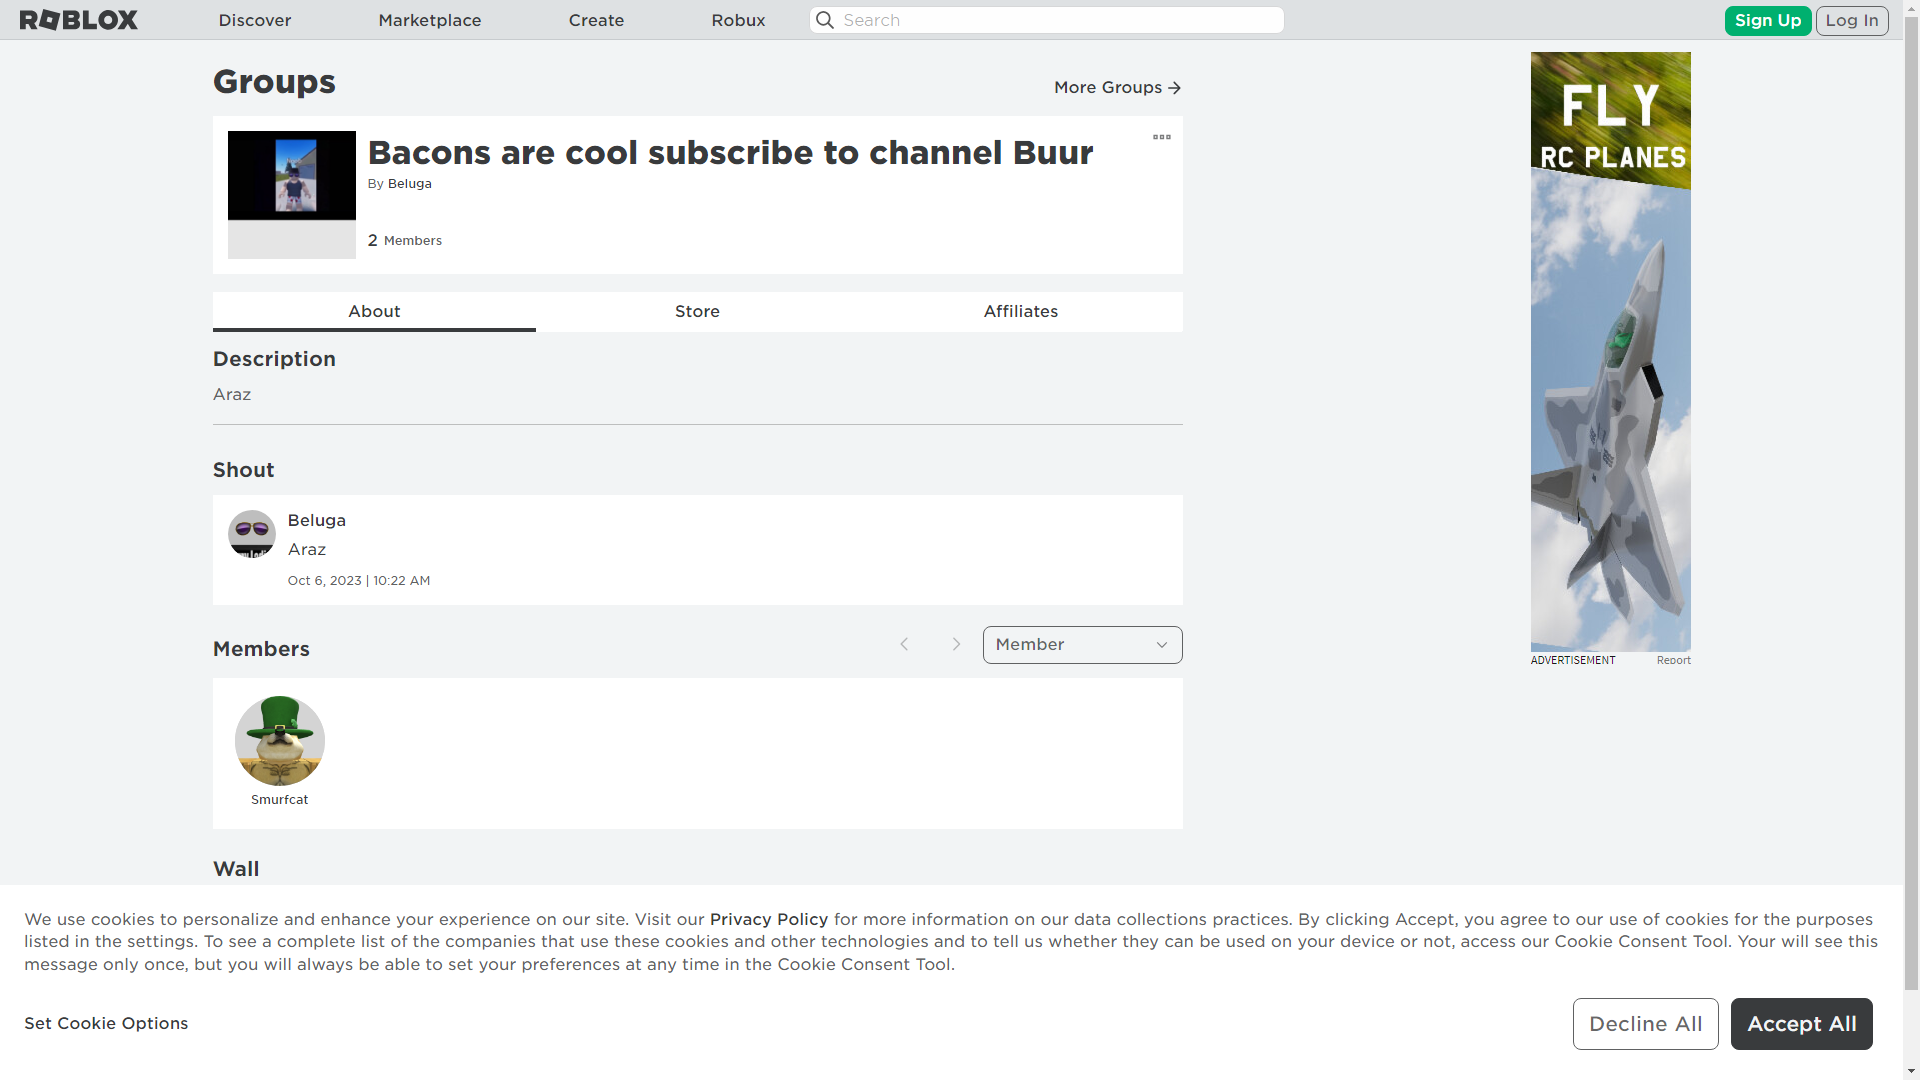 ROBLOX
Discover
Marketplace
Create
Robux
Search
Sign Up
Log In
Groups
More Groups
Bacons are cool subscribe to channel Buur
By Beluga
2 Members
About
Store
Affiliates
Description
Araz
Shout
Beluga
Araz
Oct 6, 2023 | 10:22 AM
Members
Member
Smurfcat
Wall
FLY
RC PLANES
ADVERTISEMENT
Report
We use cookies to personalize and enhance your experience on our site. Visit our Privacy Policy for more information on our data collections practices. By clicking Accept, you agree to our use of cookies for the purposes
listed in the settings. To see a complete list of the companies that use these cookies and other technologies and to tell us whether they can be used on your device or not, access our Cookie Consent Tool. Your will see this
message only once, but you will always be able to set your preferences at any time in the Cookie Consent Tool.
Set Cookie Options
Decline All
Accept All